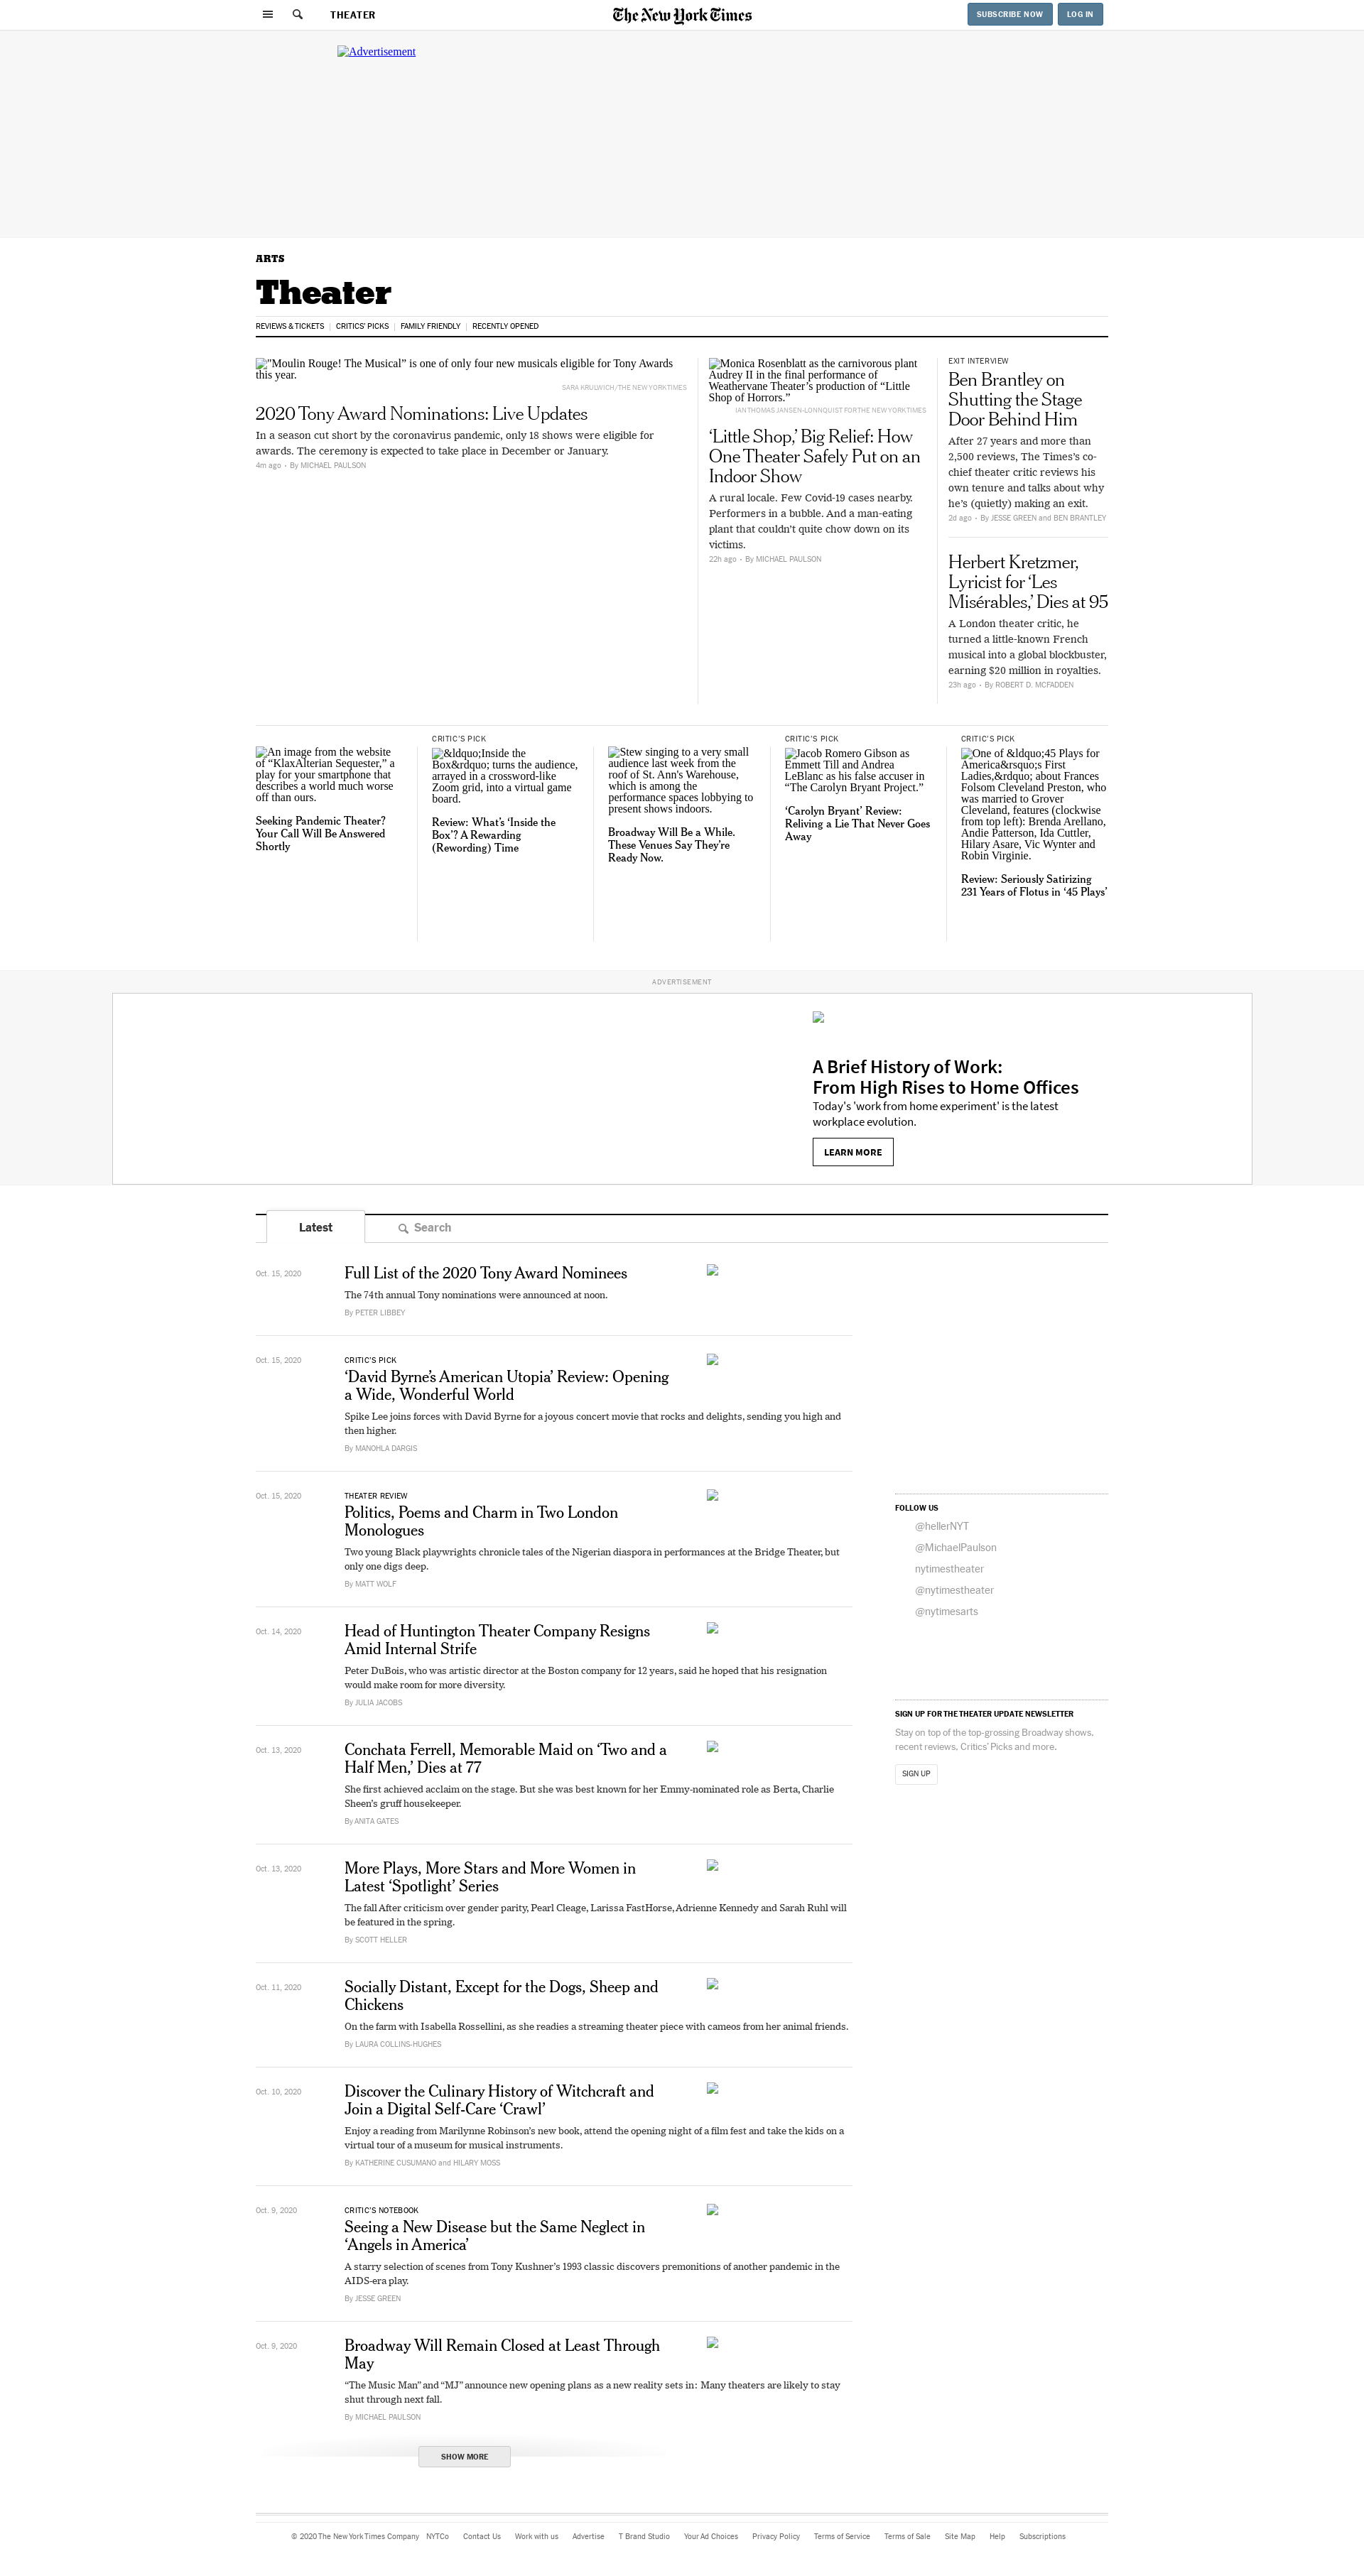 THEATER
The New York Times
SUBSCRIBE NOW
LOG IN
Advertisement
ARTS
Theater
REVIEWS & TICKETS
CRITICS' PICKS
FAMILY FRIENDLY
RECENTLY OPENED
"Moulin Rouge! The Musical” is one of only four new musicals eligible for Tony Awards
this year.
SARA KRULWICH/THE NEW YORK TIMES
2020 Tony Award Nominations: Live Updates
In a season cut short by the coronavirus pandemic, only 18 shows were eligible for
awards. The ceremony is expected to take place in December or January.
4m ago • By MICHAEL PAULSON
Monica Rosenblatt as the carnivorous plant
Audrey II in the final performance of
Weathervane Theater’s production of “Little
Shop of Horrors.”
IAN THOMAS JANSEN-LONNQUIST FOR THE NEW YORK TIMES
‘Little Shop,’ Big Relief: How
One Theater Safely Put on an
Indoor Show
A rural locale. Few Covid-19 cases nearby.
Performers in a bubble. And a man-eating
plant that couldn’t quite chow down on its
victims.
22h ago • By MICHAEL PAULSON
EXIT INTERVIEW
Ben Brantley on
Shutting the Stage
Door Behind Him
After 27 years and more than
2,500 reviews, The Times’s co-
chief theater critic reviews his
own tenure and talks about why
he’s (quietly) making an exit.
2d ago • By JESSE GREEN and BEN BRANTLEY
Herbert Kretzmer,
Lyricist for ‘Les
Misérables,’ Dies at 95
A London theater critic, he
turned a little-known French
musical into a global blockbuster,
earning $20 million in royalties.
23h ago • By ROBERT D. MCFADDEN
An image from the website
of “KlaxAlterian Sequester,” a
play for your smartphone that
describes a world much worse
off than ours.
Seeking Pandemic Theater?
Your Call Will Be Answered
Shortly
CRITIC’S PICK
&ldquo;Inside the
Box&rdquo; turns the audience,
arrayed in a crossword-like
Zoom grid, into a virtual game
board.
Review: What’s ‘Inside the
Box’? A Rewarding
(Rewording) Time
Stew singing to a very small
audience last week from the
roof of St. Ann's Warehouse,
which is among the
performance spaces lobbying to
present shows indoors.
Broadway Will Be a While.
These Venues Say They’re
Ready Now.
CRITIC’S PICK
Jacob Romero Gibson as
Emmett Till and Andrea
LeBlanc as his false accuser in
“The Carolyn Bryant Project.”
‘Carolyn Bryant’ Review:
Reliving a Lie That Never Goes
Away
CRITIC’S PICK
One of &ldquo;45 Plays for
America&rsquo;s First
Ladies,&rdquo; about Frances
Folsom Cleveland Preston, who
was married to Grover
Cleveland, features (clockwise
from top left): Brenda Arellano,
Andie Patterson, Ida Cuttler,
Hilary Asare, Vic Wynter and
Robin Virginie.
Review: Seriously Satirizing
231 Years of Flotus in ‘45 Plays’
ADVERTISEMENT
A Brief History of Work:
From High Rises to Home Offices
Today's 'work from home experiment' is the latest
workplace evolution.
LEARN MORE
Latest
Search
Oct. 15, 2020
Full List of the 2020 Tony Award Nominees
The 74th annual Tony nominations were announced at noon.
By PETER LIBBEY
Oct. 15, 2020
CRITIC’S PICK
‘David Byrne’s American Utopia’ Review: Opening
a Wide, Wonderful World
Spike Lee joins forces with David Byrne for a joyous concert movie that rocks and delights, sending you high and
then higher.
By MANOHLA DARGIS
Oct. 15, 2020
THEATER REVIEW
Politics, Poems and Charm in Two London
Monologues
Two young Black playwrights chronicle tales of the Nigerian diaspora in performances at the Bridge Theater, but
only one digs deep.
By MATT WOLF
Oct. 14, 2020
Head of Huntington Theater Company Resigns
Amid Internal Strife
Peter DuBois, who was artistic director at the Boston company for 12 years, said he hoped that his resignation
would make room for more diversity.
By JULIA JACOBS
Oct. 13, 2020
Conchata Ferrell, Memorable Maid on ‘Two and a
Half Men,’ Dies at 77
She first achieved acclaim on the stage. But she was best known for her Emmy-nominated role as Berta, Charlie
Sheen’s gruff housekeeper.
By ANITA GATES
Oct. 13, 2020
More Plays, More Stars and More Women in
Latest ‘Spotlight’ Series
The fall After criticism over gender parity, Pearl Cleage, Larissa FastHorse, Adrienne Kennedy and Sarah Ruhl will
be featured in the spring.
By SCOTT HELLER
Oct. 11, 2020
Socially Distant, Except for the Dogs, Sheep and
Chickens
On the farm with Isabella Rossellini, as she readies a streaming theater piece with cameos from her animal friends.
By LAURA COLLINS-HUGHES
Oct. 10, 2020
Discover the Culinary History of Witchcraft and
Join a Digital Self-Care ‘Crawl’
Enjoy a reading from Marilynne Robinson’s new book, attend the opening night of a film fest and take the kids on a
virtual tour of a museum for musical instruments.
By KATHERINE CUSUMANO and HILARY MOSS
Oct. 9, 2020
CRITIC’S NOTEBOOK
Seeing a New Disease but the Same Neglect in
‘Angels in America’
A starry selection of scenes from Tony Kushner’s 1993 classic discovers premonitions of another pandemic in the
AIDS-era play.
By JESSE GREEN
Oct. 9, 2020
Broadway Will Remain Closed at Least Through
May
“The Music Man” and “MJ” announce new opening plans as a new reality sets in: Many theaters are likely to stay
shut through next fall.
By MICHAEL PAULSON
SHOW MORE
FOLLOW US
@hellerNYT
@MichaelPaulson
nytimestheater
@nytimestheater
@nytimesarts
SIGN UP FOR THE THEATER UPDATE NEWSLETTER
Stay on top of the top-grossing Broadway shows,
recent reviews, Critics’ Picks and more.
SIGN UP
© 2020 The New York Times Company NYTCo Contact Us Work with us Advertise T Brand Studio Your Ad Choices Privacy Policy Terms of Service Terms of Sale Site Map Help Subscriptions